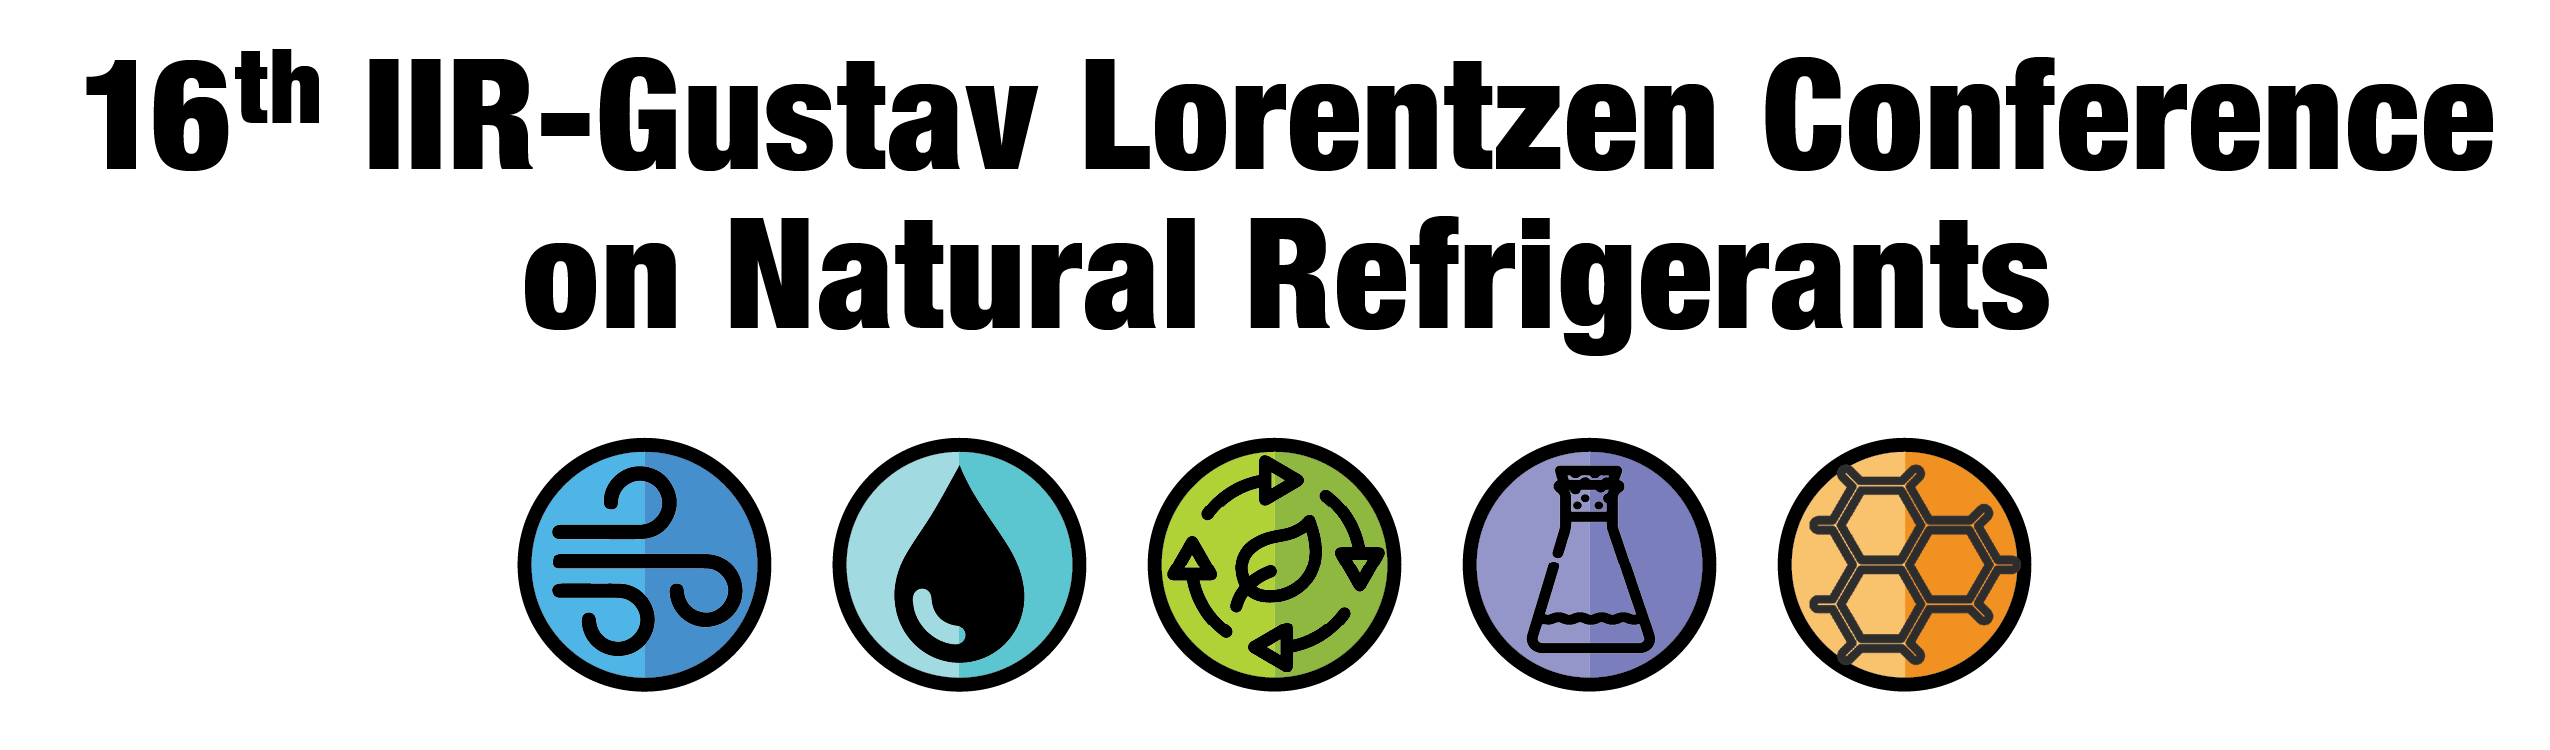 16th IIR-Gustav Lorentzen Conference
on Natural Refrigerants